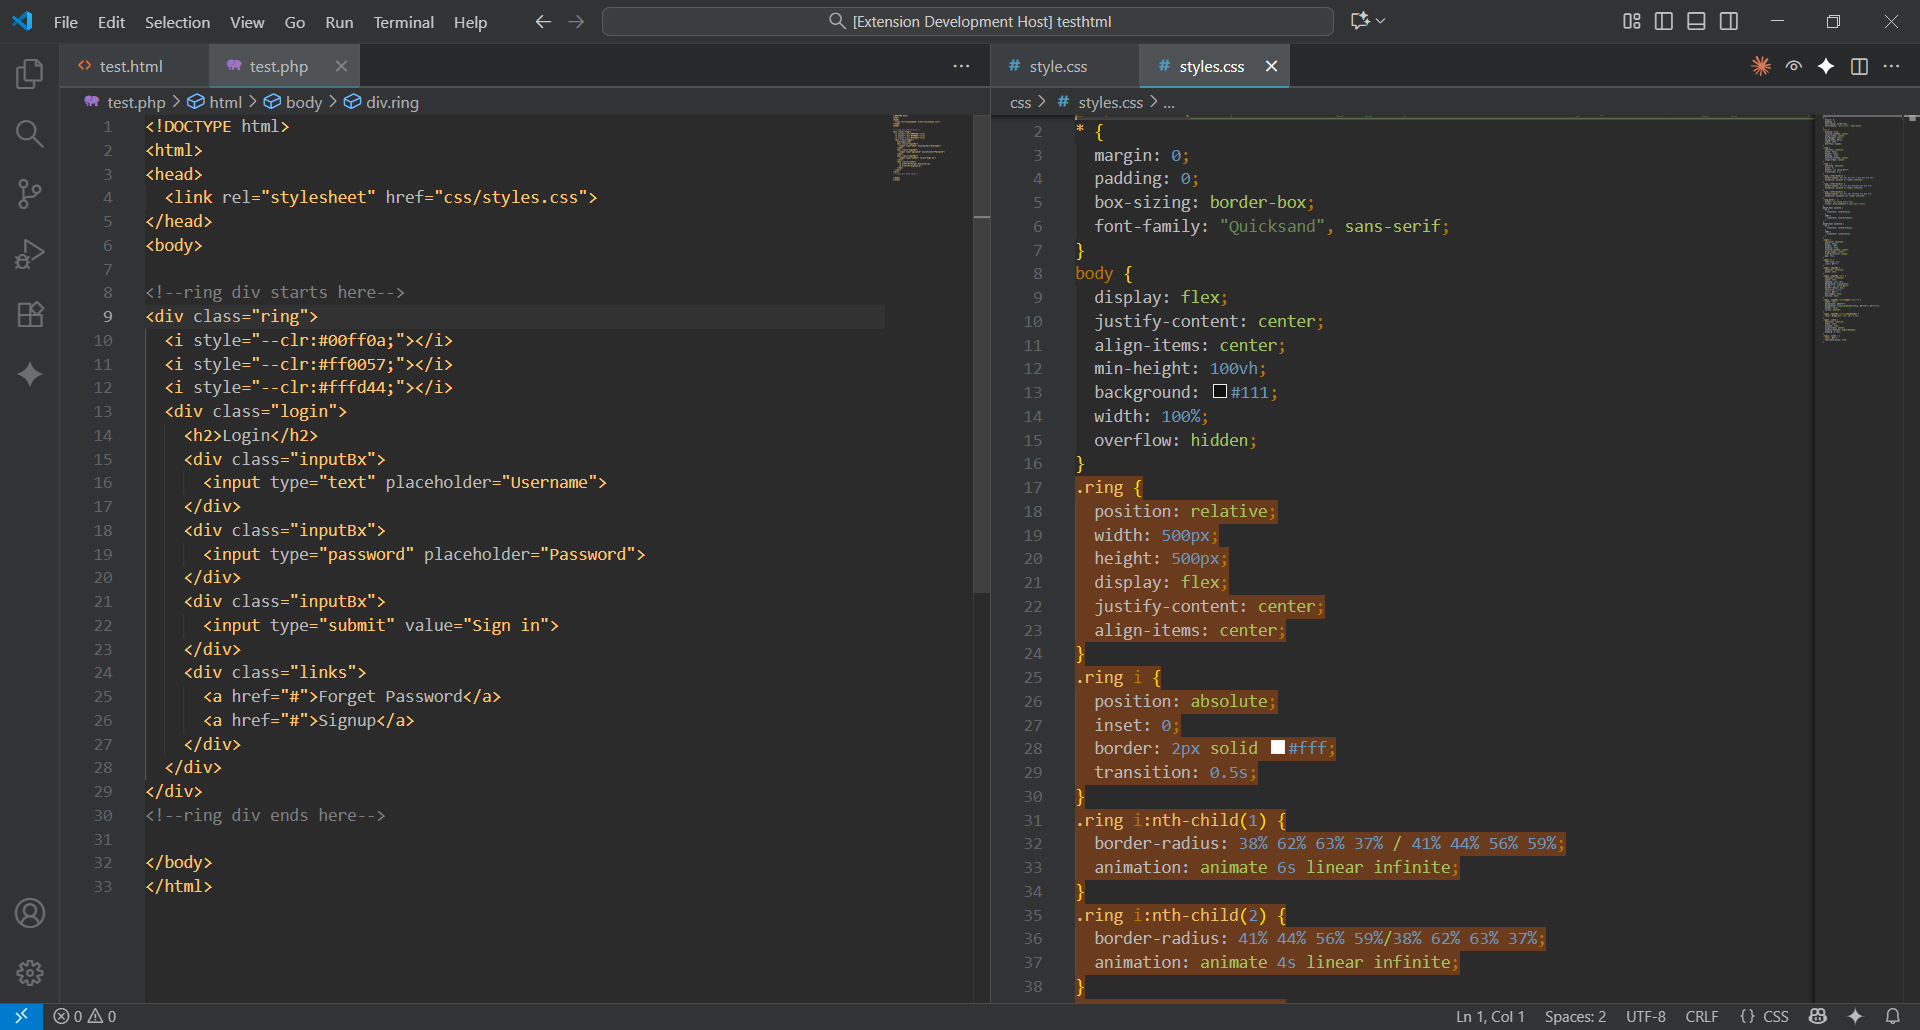 File Edit Selection View Go Run Terminal Help
[Extension Development Host] testhtml
test.html
test.php
style.css
styles.css
test.php > html > body > div.ring
css > # styles.css > ...
1 <!DOCTYPE html>
2 <html>
3 <head>
4 <link rel="stylesheet" href="css/styles.css">
5 </head>
6 <body>
7
8 <!--ring div starts here-->
9 <div class="ring">
10 <i style="--clr:#00ff0a;"></i>
11 <i style="--clr:#ff0057;"></i>
12 <i style="--clr:#fffd44;"></i>
13 <div class="login">
14 <h2>Login</h2>
15 <div class="inputBx">
16 <input type="text" placeholder="Username">
17 </div>
18 <div class="inputBx">
19 <input type="password" placeholder="Password">
20 </div>
21 <div class="inputBx">
22 <input type="submit" value="Sign in">
23 </div>
24 <div class="links">
25 <a href="#">Forget Password</a>
26 <a href="#">Signup</a>
27 </div>
28 </div>
29 </div>
30 <!--ring div ends here-->
31
32 </body>
33 </html>
2 * {
3 margin: 0;
4 padding: 0;
5 box-sizing: border-box;
6 font-family: "Quicksand", sans-serif;
7 }
8 body {
9 display: flex;
10 justify-content: center;
11 align-items: center;
12 min-height: 100vh;
13 background: #111;
14 width: 100%;
15 overflow: hidden;
16 }
17 .ring {
18 position: relative;
19 width: 500px;
20 height: 500px;
21 display: flex;
22 justify-content: center;
23 align-items: center;
24 }
25 .ring i {
26 position: absolute;
27 inset: 0;
28 border: 2px solid #fff;
29 transition: 0.5s;
30 }
31 .ring i:nth-child(1) {
32 border-radius: 38% 62% 63% 37% / 41% 44% 56% 59%;
33 animation: animate 6s linear infinite;
34 }
35 .ring i:nth-child(2) {
36 border-radius: 41% 44% 56% 59%/38% 62% 63% 37%;
37 animation: animate 4s linear infinite;
38 }
0 0
Ln 1, Col 1 Spaces: 2 UTF-8 CRLF {} CSS